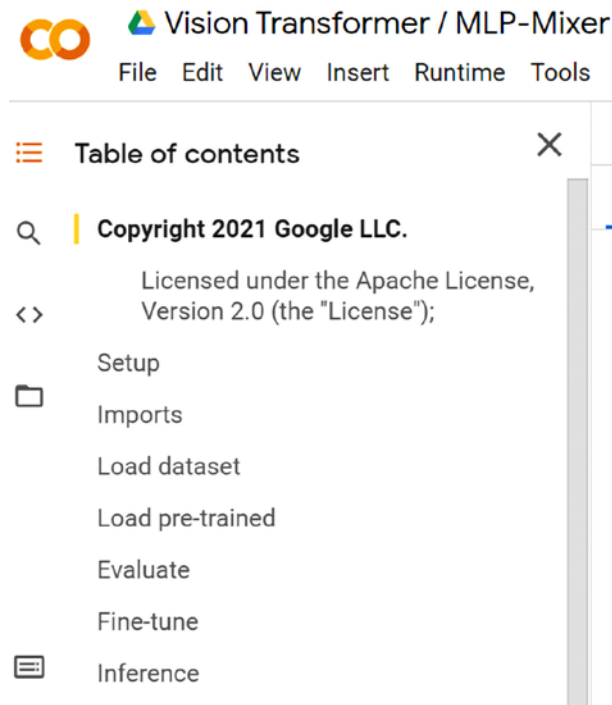 Vision Transformer / MLP-Mixer
File Edit View Insert Runtime Tools
Table of contents
Copyright 2021 Google LLC.
Licensed under the Apache License,
Version 2.0 (the "License");
Setup
Imports
Load dataset
Load pre-trained
Evaluate
Fine-tune
Inference